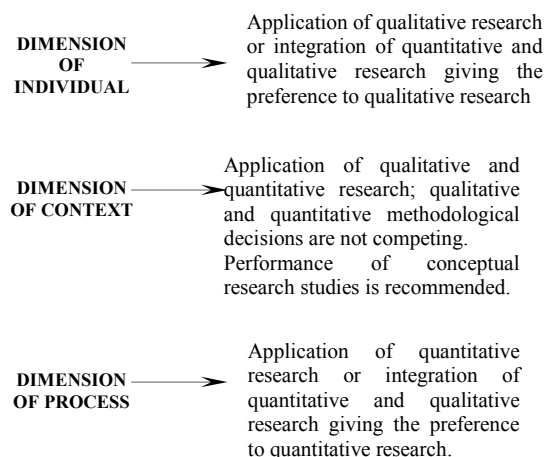 DIMENSION
OF
INDIVIDUAL
Application of qualitative research
or integration of quantitative and
qualitative research giving the
preference to qualitative research
DIMENSION
OF CONTEXT
Application of qualitative and
quantitative research; qualitative
and quantitative methodological
decisions are not competing.
Performance of conceptual
research studies is recommended.
DIMENSION
OF PROCESS
Application of quantitative
research or integration of
quantitative and qualitative
research giving the preference
to quantitative research.